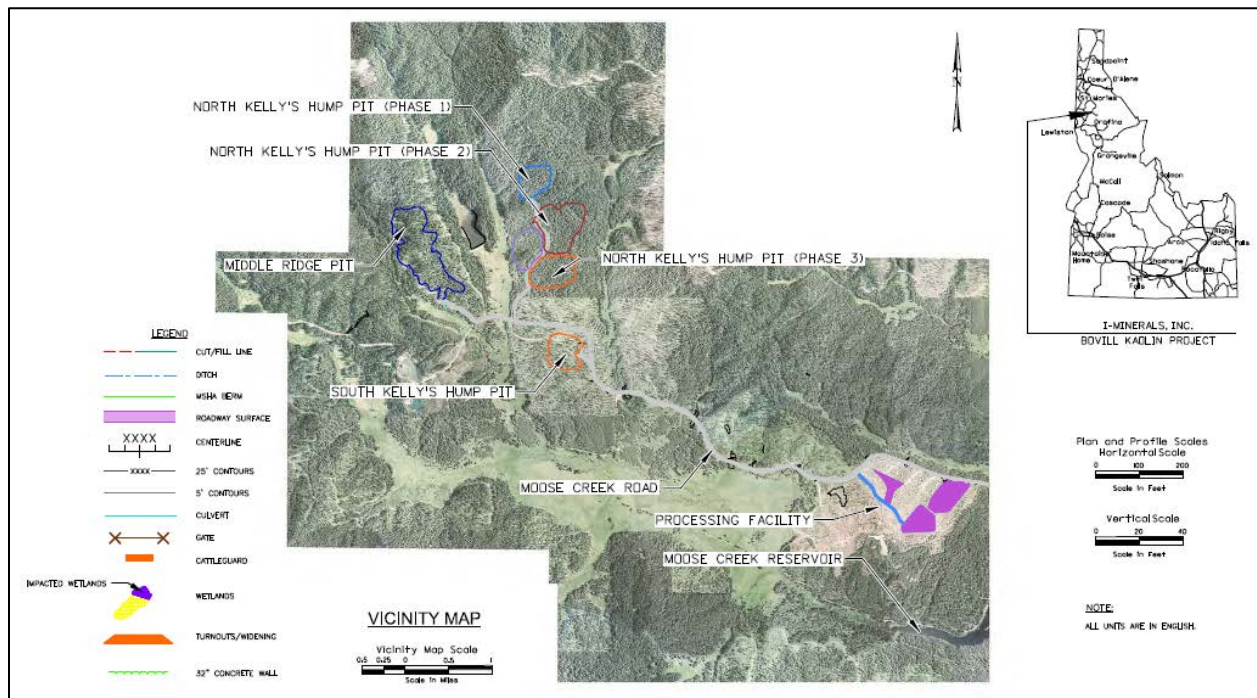 NORTH KELLY'S HUMP PIT (PHASE 1)
NORTH KELLY'S HUMP PIT (PHASE 2)
MIDDLE RIDGE PIT
NORTH KELLY'S HUMP PIT (PHASE 3)
SOUTH KELLY'S HUMP PIT
MOOSE CREEK ROAD
PROCESSING FACILITY
MOOSE CREEK RESERVOIR
N
Sandpoint
Coeur D'Alene
St Maries
Orofino
Lewiston
Grangeville
McCall
Salmon
Cascade
Boise
Mountain
Home
Arco
Rigby
Idaho Falls
Shoshone
Pocatello
Twin
Falls
I-MINERALS, INC.
BOVILL KAOLIN PROJECT
LEGEND
CUT/FILL LINE
DITCH
MSHA BERM
ROADWAY SURFACE
XXXX
CENTERLINE
XXXX
25' CONTOURS
5' CONTOURS
CULVERT
GATE
CATTLEGUARD
IMPACTED WETLANDS
WETLANDS
TURNOUTS/WIDENING
32" CONCRETE WALL
VICINITY MAP
Vicinity Map Scale
0.5 0.25 0 0.5 1
Scale in Miles
Plan and Profile Scales
Horizontal Scale
0 100 200
Scale in Feet
Vertical Scale
0 20 40
Scale in Feet
NOTE:
ALL UNITS ARE IN ENGLISH.